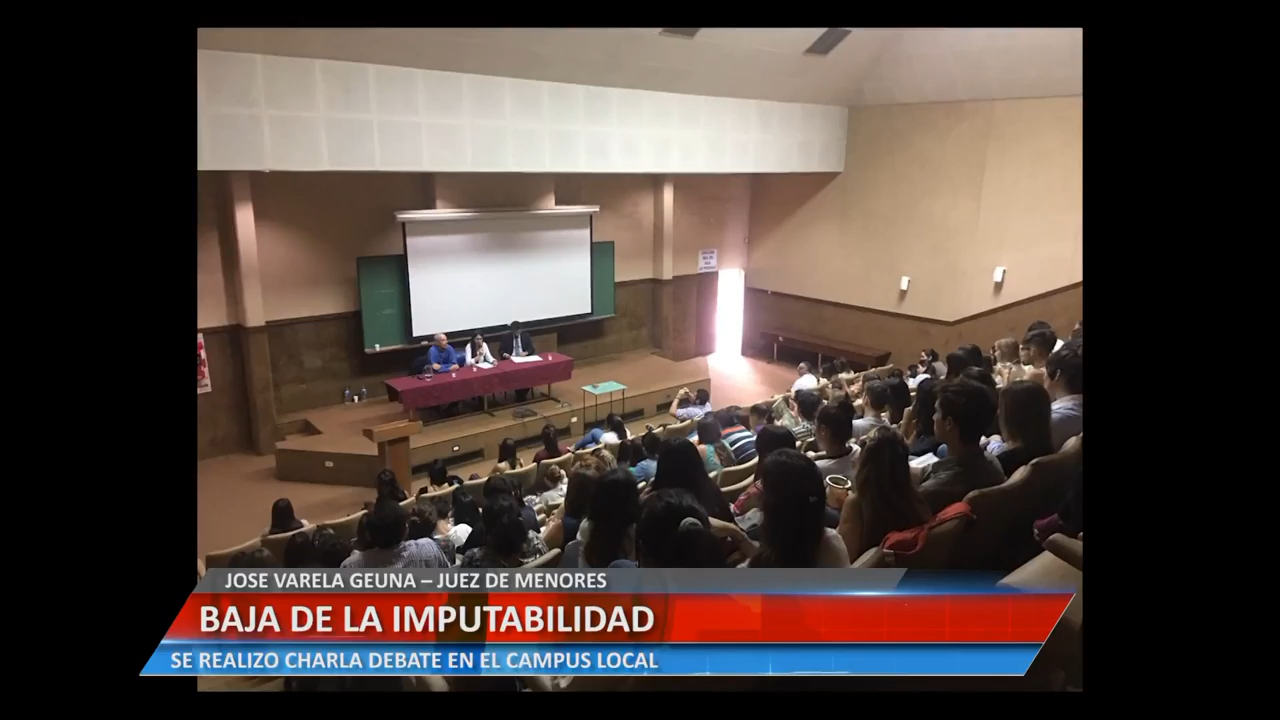 JOSE VARELA GEUNA – JUEZ DE MENORES
BAJA DE LA IMPUTABILIDAD
SE REALIZO CHARLA DEBATE EN EL CAMPUS LOCAL